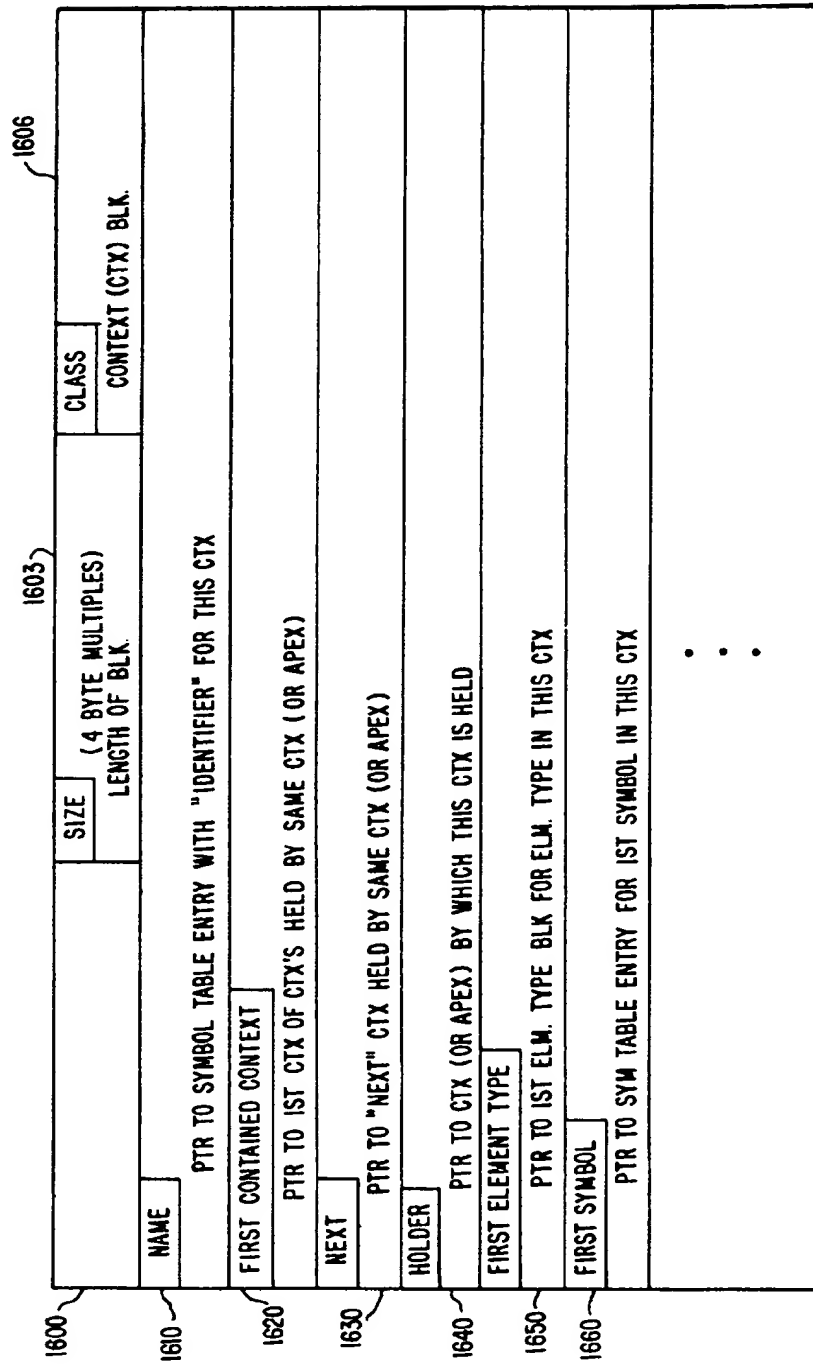 1603
1606
1600
SIZE
(4 BYTE MULTIPLES)
LENGTH OF BLK.
CLASS
CONTEXT (CTX) BLK.
1610
NAME
PTR TO SYMBOL TABLE ENTRY WITH "IDENTIFIER" FOR THIS CTX
1620
FIRST CONTAINED CONTEXT
PTR TO IST CTX OF CTX'S HELD BY SAME CTX (OR APEX)
1630
NEXT
PTR TO "NEXT" CTX HELD BY SAME CTX (OR APEX)
1640
HOLDER
PTR TO CTX (OR APEX) BY WHICH THIS CTX IS HELD
1650
FIRST ELEMENT TYPE
PTR TO IST ELM. TYPE BLK FOR ELM. TYPE IN THIS CTX
1660
FIRST SYMBOL
PTR TO SYM TABLE ENTRY FOR IST SYMBOL IN THIS CTX